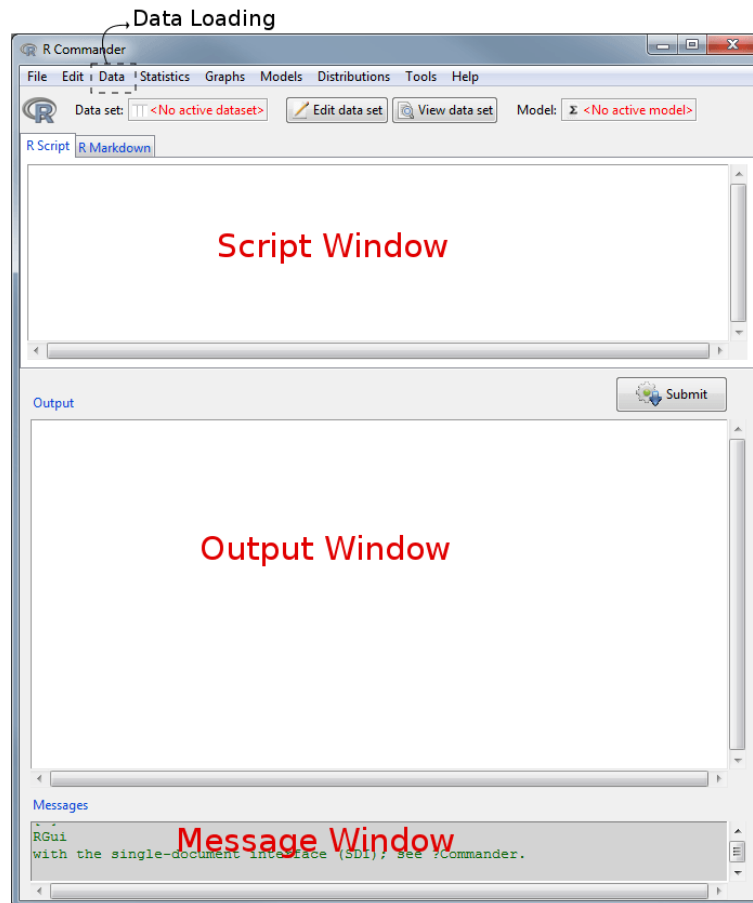 Data Loading
R Commander
File Edit Data Statistics Graphs Models Distributions Tools Help
R Data set: <No active dataset> Edit data set View data set Model: Σ <No active model>
R Script R Markdown
Script Window
Submit
Output
Output Window
Messages
RGui
Message Window
with the single-document interface (SDI); see ?Commander.